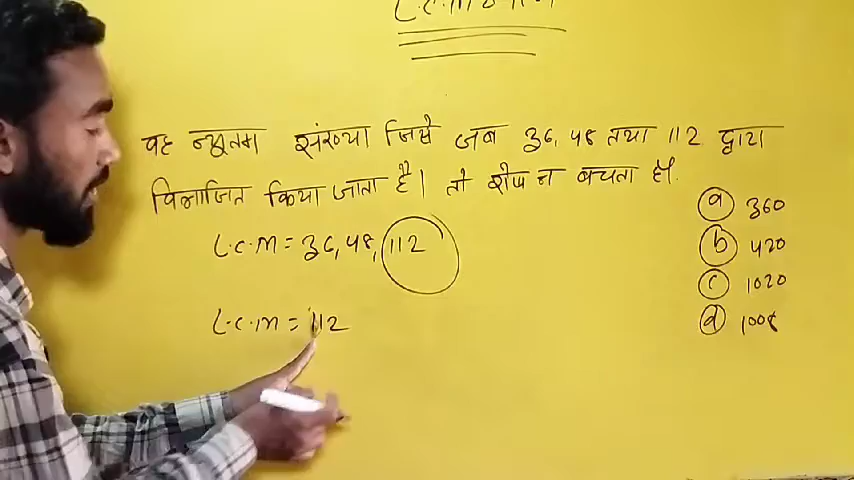 वह न्यूनतम संख्या जिसे जब 36, 48 तथा 112 द्वारा
विभाजित किया जाता है। तो शेष न बचता हो।
L.C.M = 36, 48, 112
L.C.M = 112
a 360
b 420
c 1020
d 1008